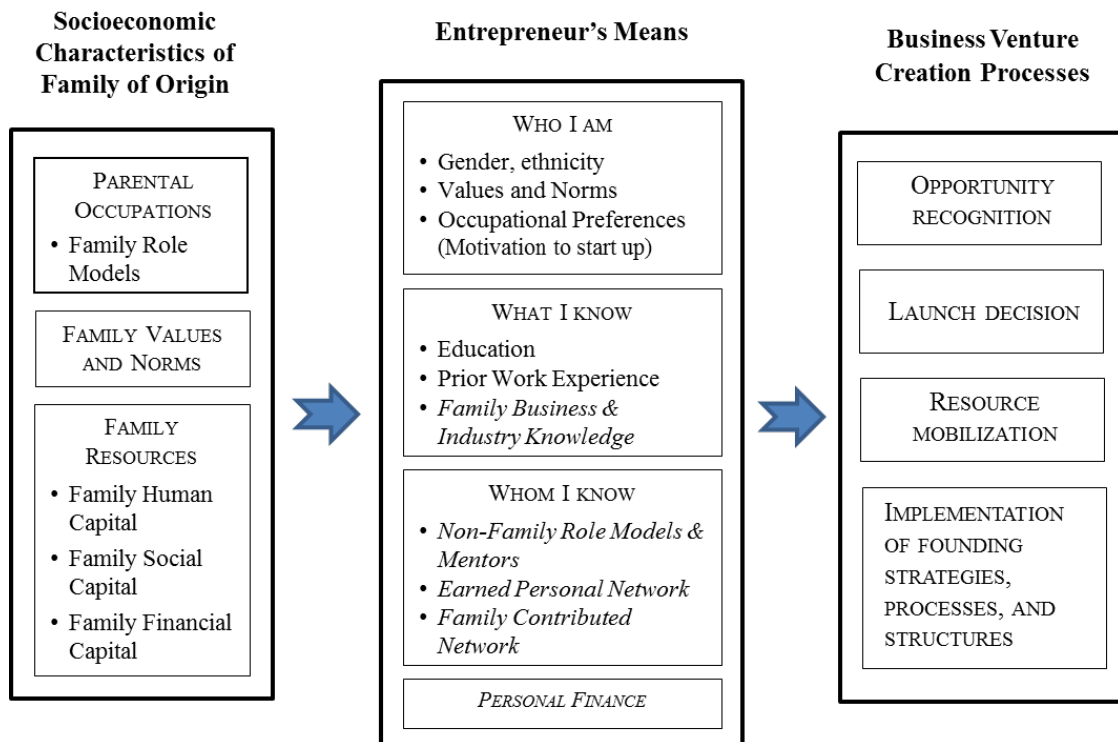 Socioeconomic
Characteristics of
Family of Origin
PARENTAL
OCCUPATIONS
• Family Role
Models
FAMILY VALUES
AND NORMS
FAMILY
RESOURCES
• Family Human
Capital
• Family Social
Capital
• Family Financial
Capital
Entrepreneur’s Means
WHO I AM
• Gender, ethnicity
• Values and Norms
• Occupational Preferences
(Motivation to start up)
WHAT I KNOW
• Education
• Prior Work Experience
• Family Business &
Industry Knowledge
WHOM I KNOW
• Non-Family Role Models &
Mentors
• Earned Personal Network
• Family Contributed
Network
PERSONAL FINANCE
Business Venture
Creation Processes
OPPORTUNITY
RECOGNITION
LAUNCH DECISION
RESOURCE
MOBILIZATION
IMPLEMENTATION
OF FOUNDING
STRATEGIES,
PROCESSES, AND
STRUCTURES